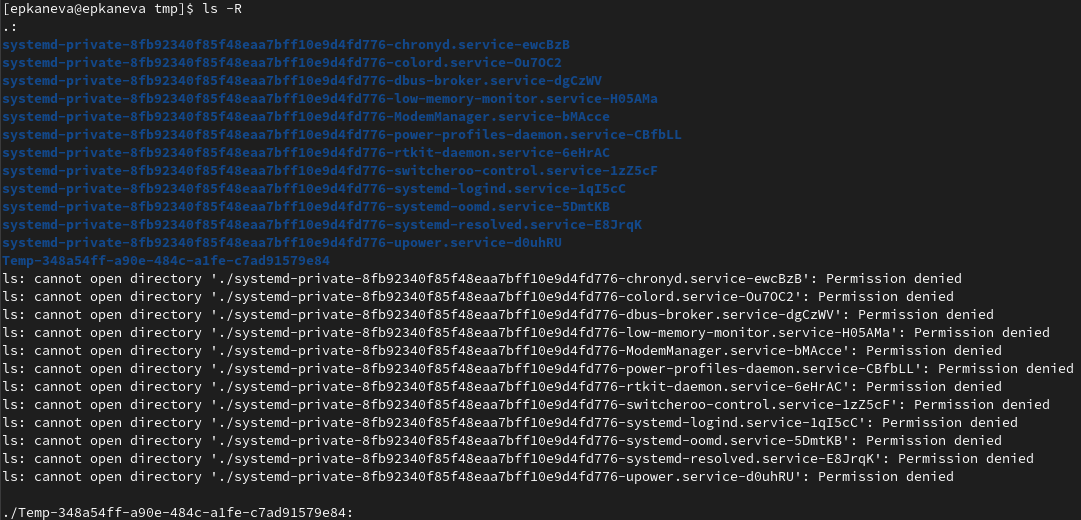 [epkaneva@epkaneva tmp]$ ls -R
.:
systemd-private-8fb92340f85f48eaa7bff10e9d4fd776-chronyd.service-ewcBzB
systemd-private-8fb92340f85f48eaa7bff10e9d4fd776-colord.service-Ou7OC2
systemd-private-8fb92340f85f48eaa7bff10e9d4fd776-dbus-broker.service-dgCzWV
systemd-private-8fb92340f85f48eaa7bff10e9d4fd776-low-memory-monitor.service-H05AMa
systemd-private-8fb92340f85f48eaa7bff10e9d4fd776-ModemManager.service-bMAcce
systemd-private-8fb92340f85f48eaa7bff10e9d4fd776-power-profiles-daemon.service-CBfbLL
systemd-private-8fb92340f85f48eaa7bff10e9d4fd776-rtkit-daemon.service-6eHrAC
systemd-private-8fb92340f85f48eaa7bff10e9d4fd776-switcheroo-control.service-1zZ5cF
systemd-private-8fb92340f85f48eaa7bff10e9d4fd776-systemd-logind.service-1qI5cC
systemd-private-8fb92340f85f48eaa7bff10e9d4fd776-systemd-oomd.service-5DmtKB
systemd-private-8fb92340f85f48eaa7bff10e9d4fd776-systemd-resolved.service-E8JrqK
systemd-private-8fb92340f85f48eaa7bff10e9d4fd776-upower.service-d0uhRU
Temp-348a54ff-a90e-484c-a1fe-c7ad91579e84
ls: cannot open directory './systemd-private-8fb92340f85f48eaa7bff10e9d4fd776-chronyd.service-ewcBzB': Permission denied
ls: cannot open directory './systemd-private-8fb92340f85f48eaa7bff10e9d4fd776-colord.service-Ou7OC2': Permission denied
ls: cannot open directory './systemd-private-8fb92340f85f48eaa7bff10e9d4fd776-dbus-broker.service-dgCzWV': Permission denied
ls: cannot open directory './systemd-private-8fb92340f85f48eaa7bff10e9d4fd776-low-memory-monitor.service-H05AMa': Permission denied
ls: cannot open directory './systemd-private-8fb92340f85f48eaa7bff10e9d4fd776-ModemManager.service-bMAcce': Permission denied
ls: cannot open directory './systemd-private-8fb92340f85f48eaa7bff10e9d4fd776-power-profiles-daemon.service-CBfbLL': Permission denied
ls: cannot open directory './systemd-private-8fb92340f85f48eaa7bff10e9d4fd776-rtkit-daemon.service-6eHrAC': Permission denied
ls: cannot open directory './systemd-private-8fb92340f85f48eaa7bff10e9d4fd776-switcheroo-control.service-1zZ5cF': Permission denied
ls: cannot open directory './systemd-private-8fb92340f85f48eaa7bff10e9d4fd776-systemd-logind.service-1qI5cC': Permission denied
ls: cannot open directory './systemd-private-8fb92340f85f48eaa7bff10e9d4fd776-systemd-oomd.service-5DmtKB': Permission denied
ls: cannot open directory './systemd-private-8fb92340f85f48eaa7bff10e9d4fd776-systemd-resolved.service-E8JrqK': Permission denied
ls: cannot open directory './systemd-private-8fb92340f85f48eaa7bff10e9d4fd776-upower.service-d0uhRU': Permission denied
./Temp-348a54ff-a90e-484c-a1fe-c7ad91579e84: